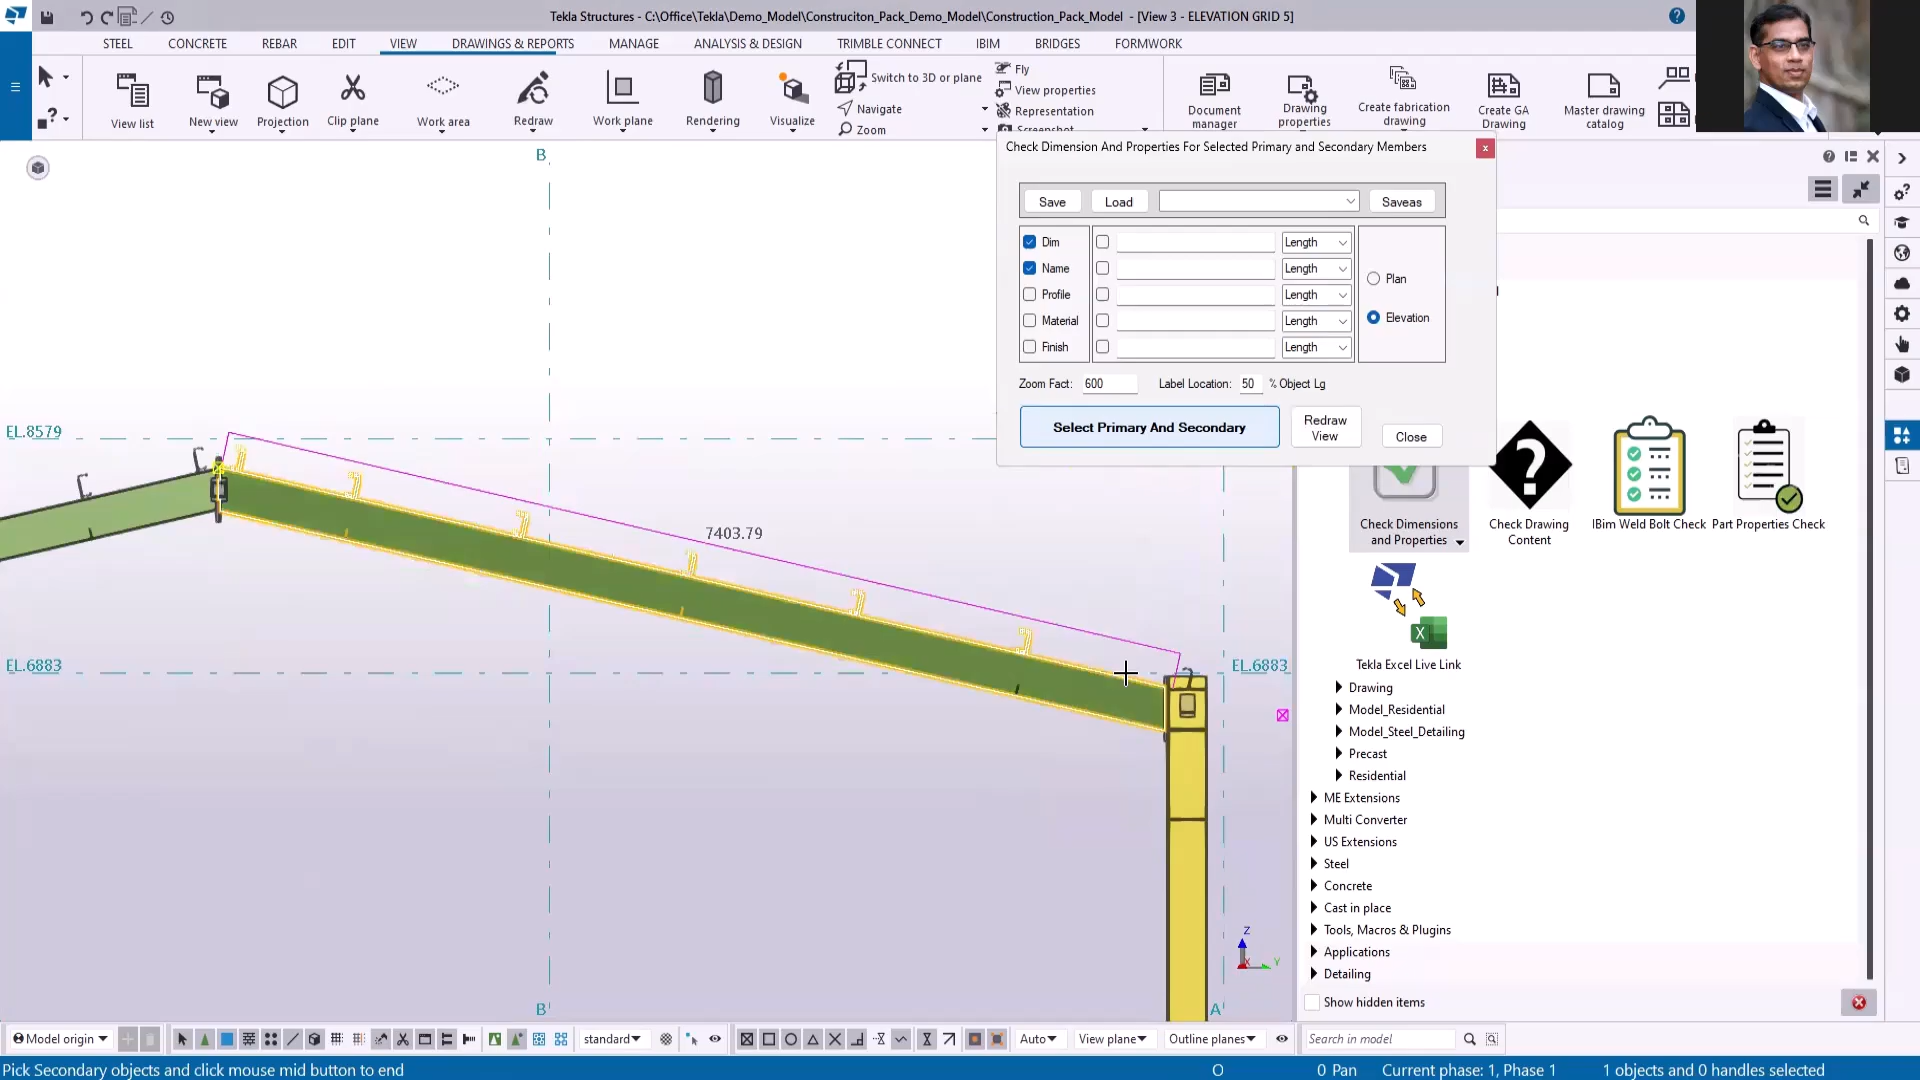 Tekla Structures - C:\Office\Tekla\Demo_Model\Construciton_Pack_Demo_Model\Construction_Pack_Model - [View 3 - ELEVATION GRID 5]
STEEL CONCRETE REBAR EDIT VIEW DRAWINGS & REPORTS MANAGE ANALYSIS & DESIGN TRIMBLE CONNECT IBIM BRIDGES FORMWORK
View list
New view
Projection
Clip plane
Work area
Redraw
Work plane
Rendering
Visualize
Switch to 3D or plane
Navigate
Zoom
Fly
View properties
Representation
Screenshot
Document manager
Drawing properties
Create fabrication drawing
Create GA Drawing
Master drawing catalog
Check Dimension And Properties For Selected Primary and Secondary Members
Save Load Saveas
Dim Length
Name Length
Profile Length
Material Length
Finish Length
Plan
Elevation
Zoom Fact: 600 Label Location: 50 % Object Lg
Select Primary And Secondary
Redraw View
Close
B
EL.8579
7403.79
EL.6883
EL.6883
B
A
Z
Y
X
Check Dimensions and Properties
Check Drawing Content
IBim Weld Bolt Check
Part Properties Check
Tekla Excel Live Link
Drawing
Model_Residential
Model_Steel_Detailing
Precast
Residential
ME Extensions
Multi Converter
US Extensions
Steel
Concrete
Cast in place
Tools, Macros & Plugins
Applications
Detailing
Show hidden items
Model origin standard Auto View plane Outline planes Search in model
Pick Secondary objects and click mouse mid button to end O 0 Pan Current phase: 1, Phase 1 1 objects and 0 handles selected